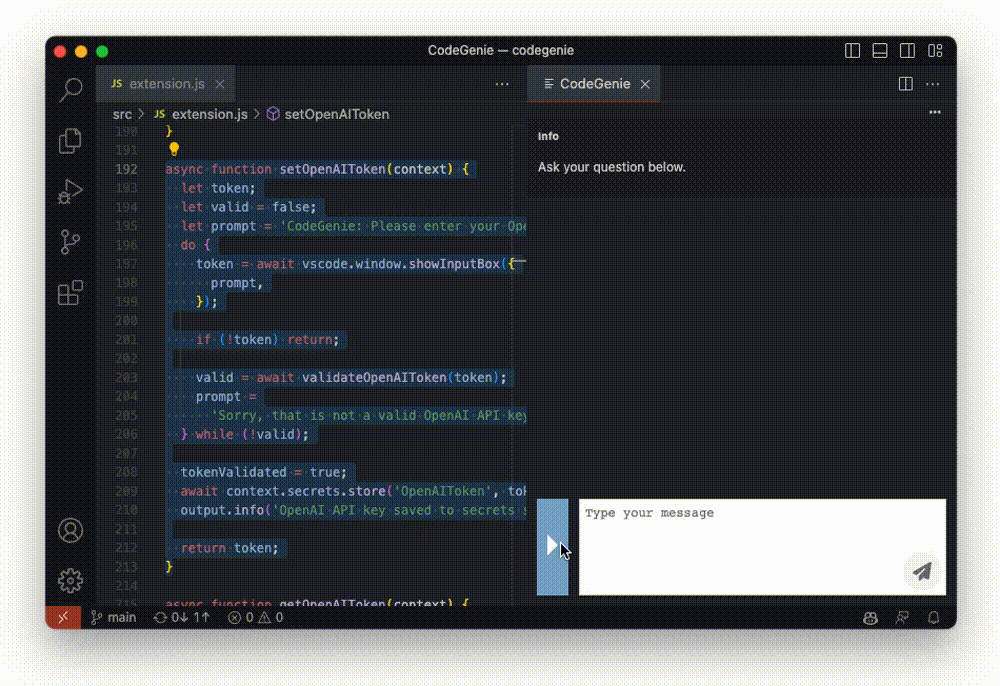 CodeGenie — codegenie
JS extension.js
CodeGenie
src > JS extension.js > setOpenAIToken
190 }
191
192 async function setOpenAIToken(context) {
193 let token;
194 let valid = false;
195 let prompt = 'CodeGenie: Please enter your Ope
196 do {
197 token = await vscode.window.showInputBox({
198 prompt,
199 });
200
201 if (!token) return;
202
203 valid = await validateOpenAIToken(token);
204 prompt =
205 'Sorry, that is not a valid OpenAI API key
206 } while (!valid);
207
208 tokenValidated = true;
209 await context.secrets.store('OpenAIToken', tok
210 output.info('OpenAI API key saved to secrets s
211
212 return token;
213 }
214
215 async function getOpenAIToken(context) {
Info
Ask your question below.
Type your message
main 0↓ 1↑ 0 0